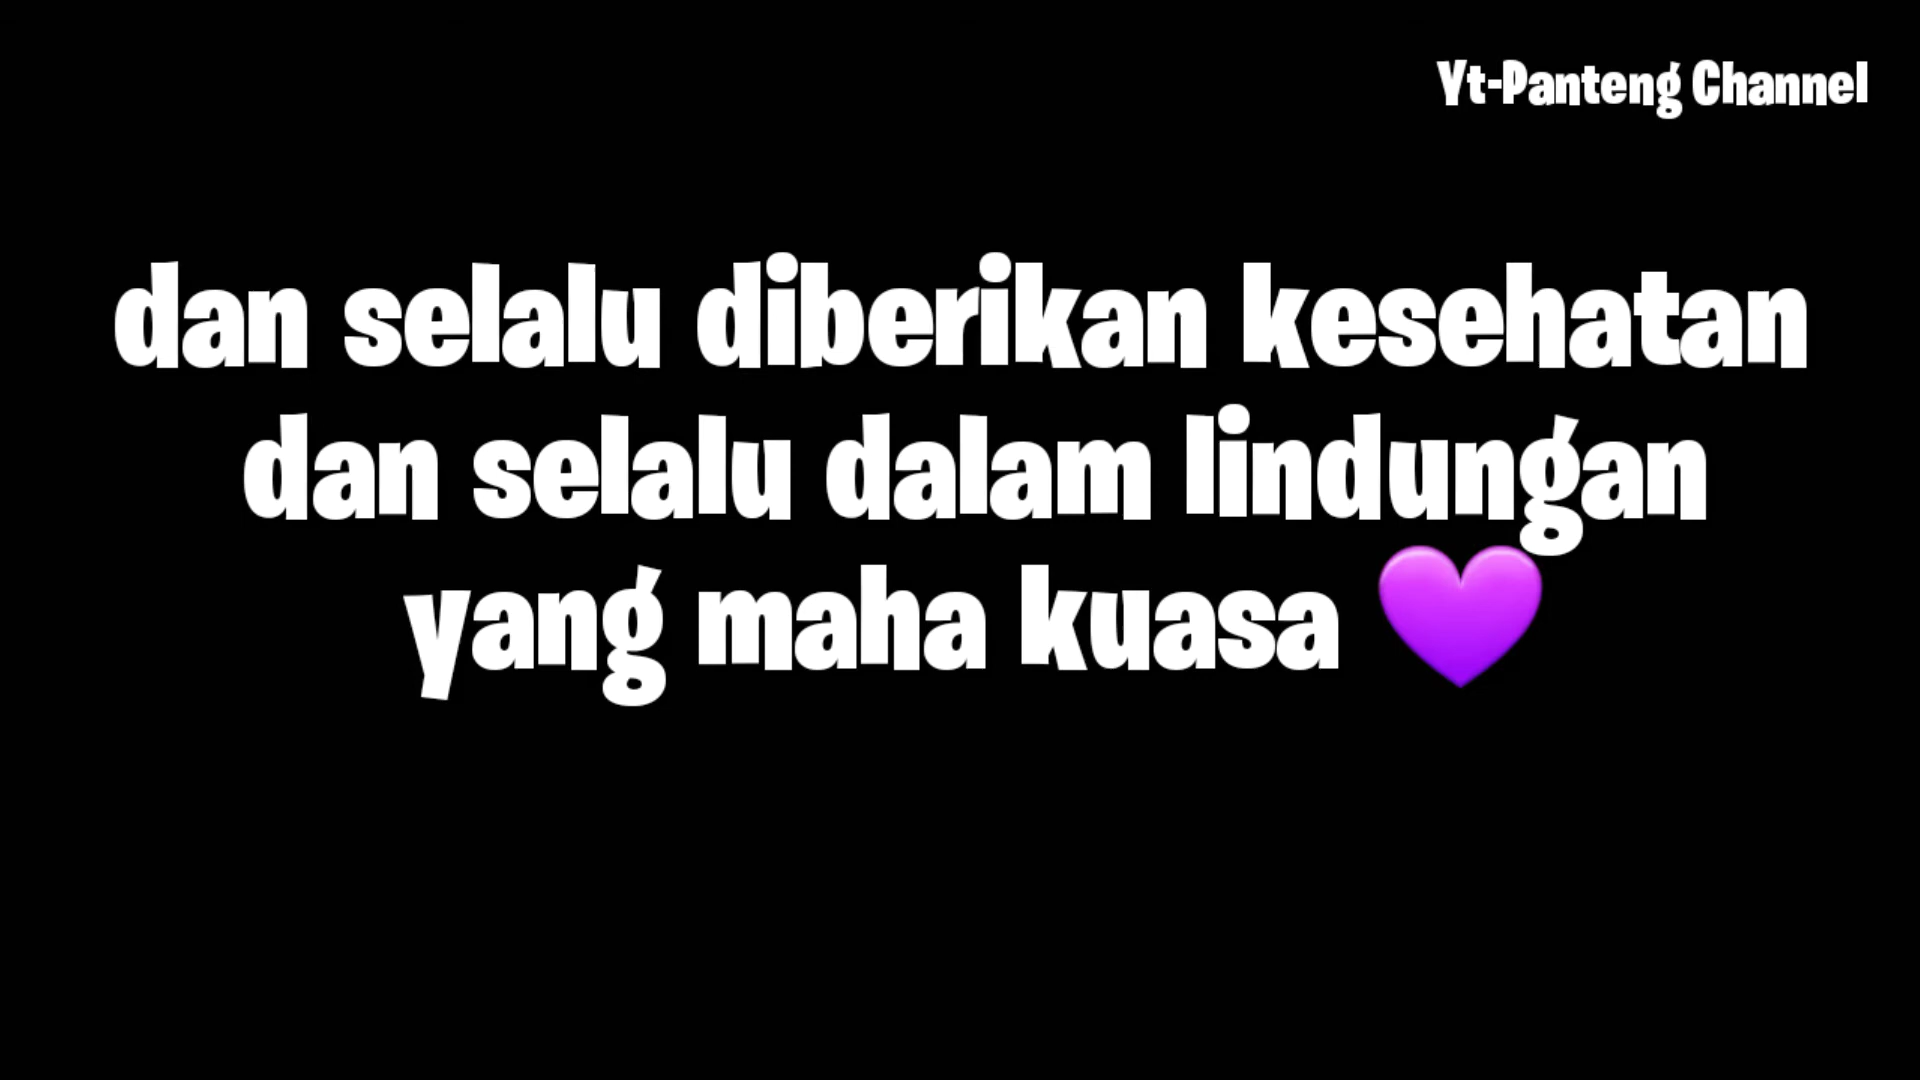 Yt-Panteng Channel
dan selalu diberikan kesehatan
dan selalu dalam lindungan
yang maha kuasa 💜